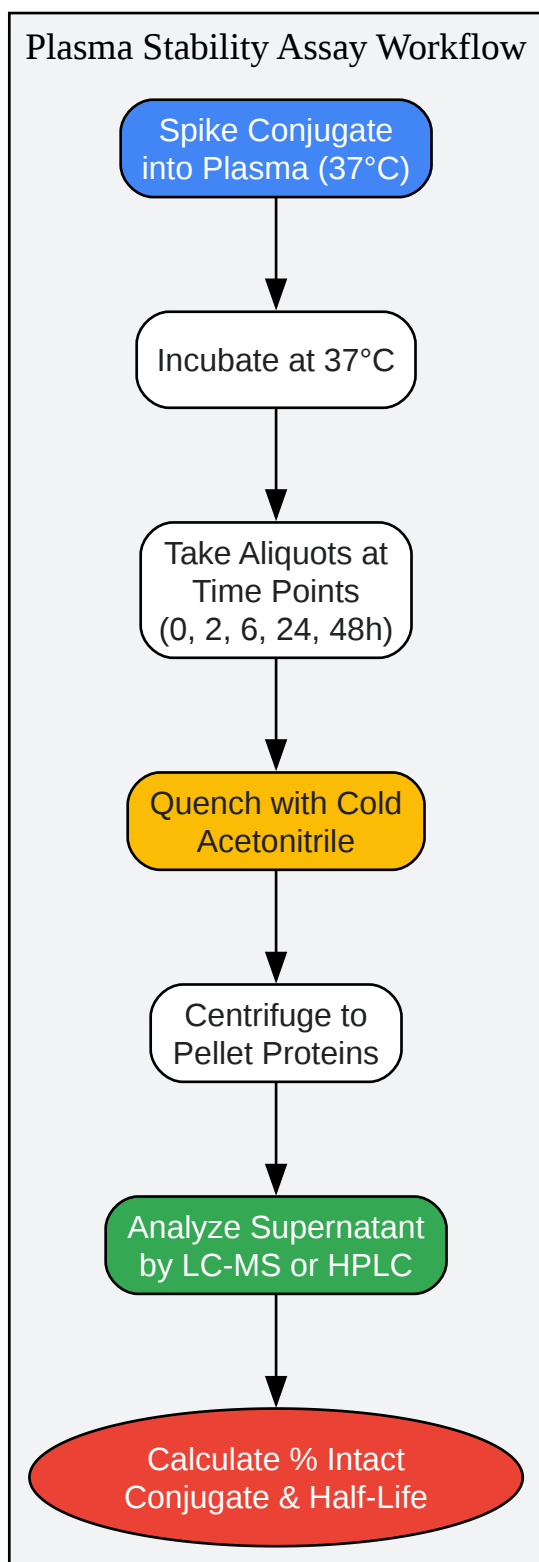 Plasma Stability Assay Workflow
Spike Conjugate
into Plasma (37°C)
Incubate at 37°C
Take Aliquots at
Time Points
(0, 2, 6, 24, 48h)
Quench with Cold
Acetonitrile
Centrifuge to
Pellet Proteins
Analyze Supernatant
by LC-MS or HPLC
Calculate % Intact
Conjugate & Half-Life